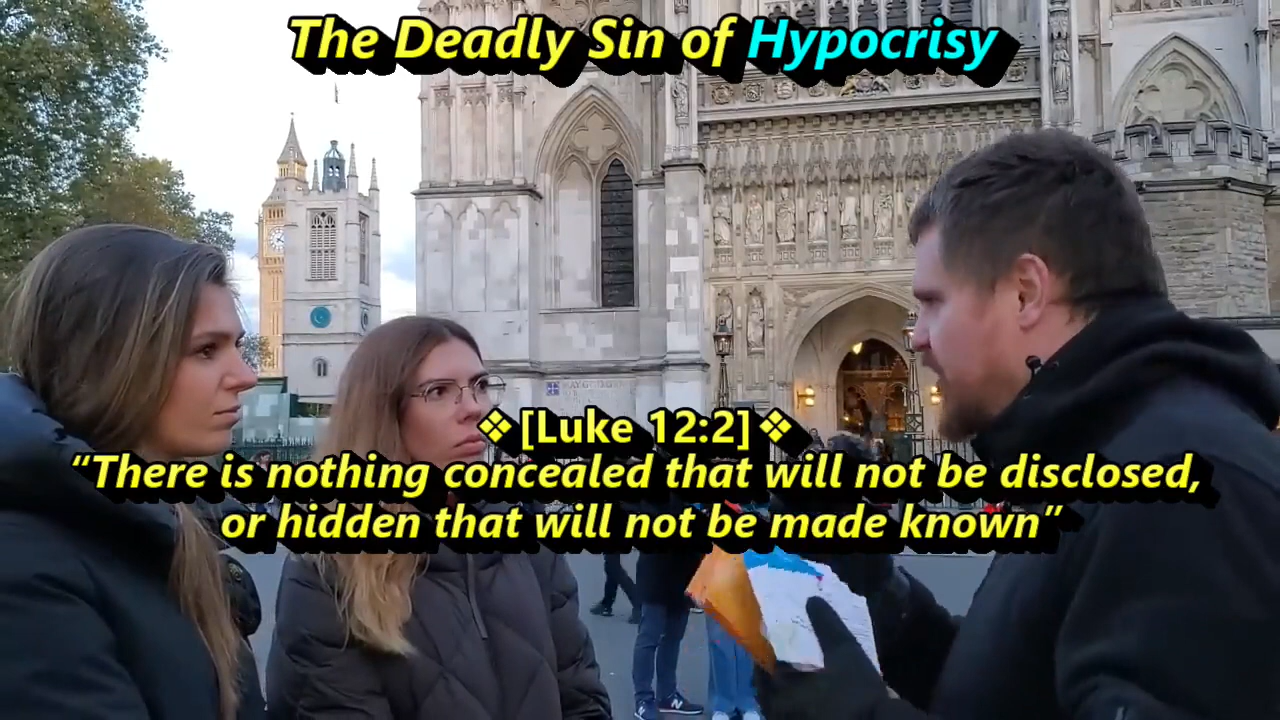 The Deadly Sin of Hypocrisy
❖[Luke 12:2]❖
“There is nothing concealed that will not be disclosed,
or hidden that will not be made known”